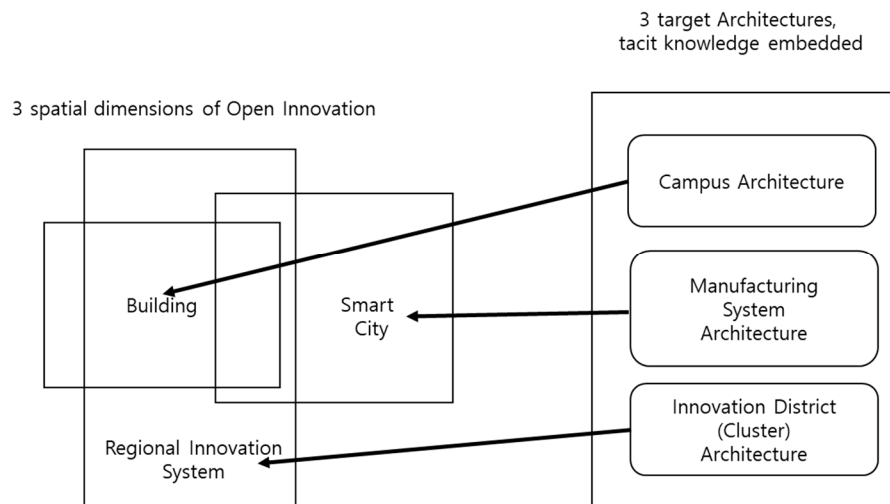 3 target Architectures,
tacit knowledge embedded
3 spatial dimensions of Open Innovation
Campus Architecture
Building
Smart
City
Manufacturing
System
Architecture
Regional Innovation
System
Innovation District
(Cluster)
Architecture